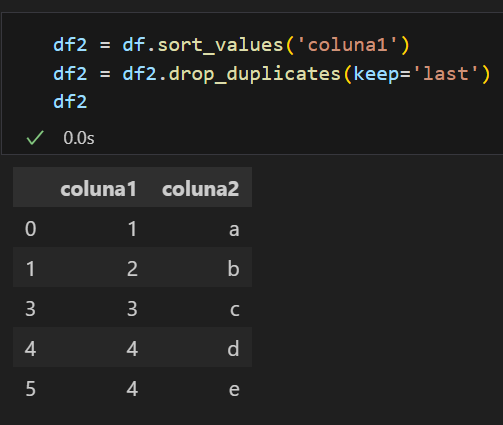 df2 = df.sort_values('coluna1')
df2 = df2.drop_duplicates(keep='last')
df2
0.0s
coluna1 coluna2
0 1 a
1 2 b
3 3 c
4 4 d
5 4 e